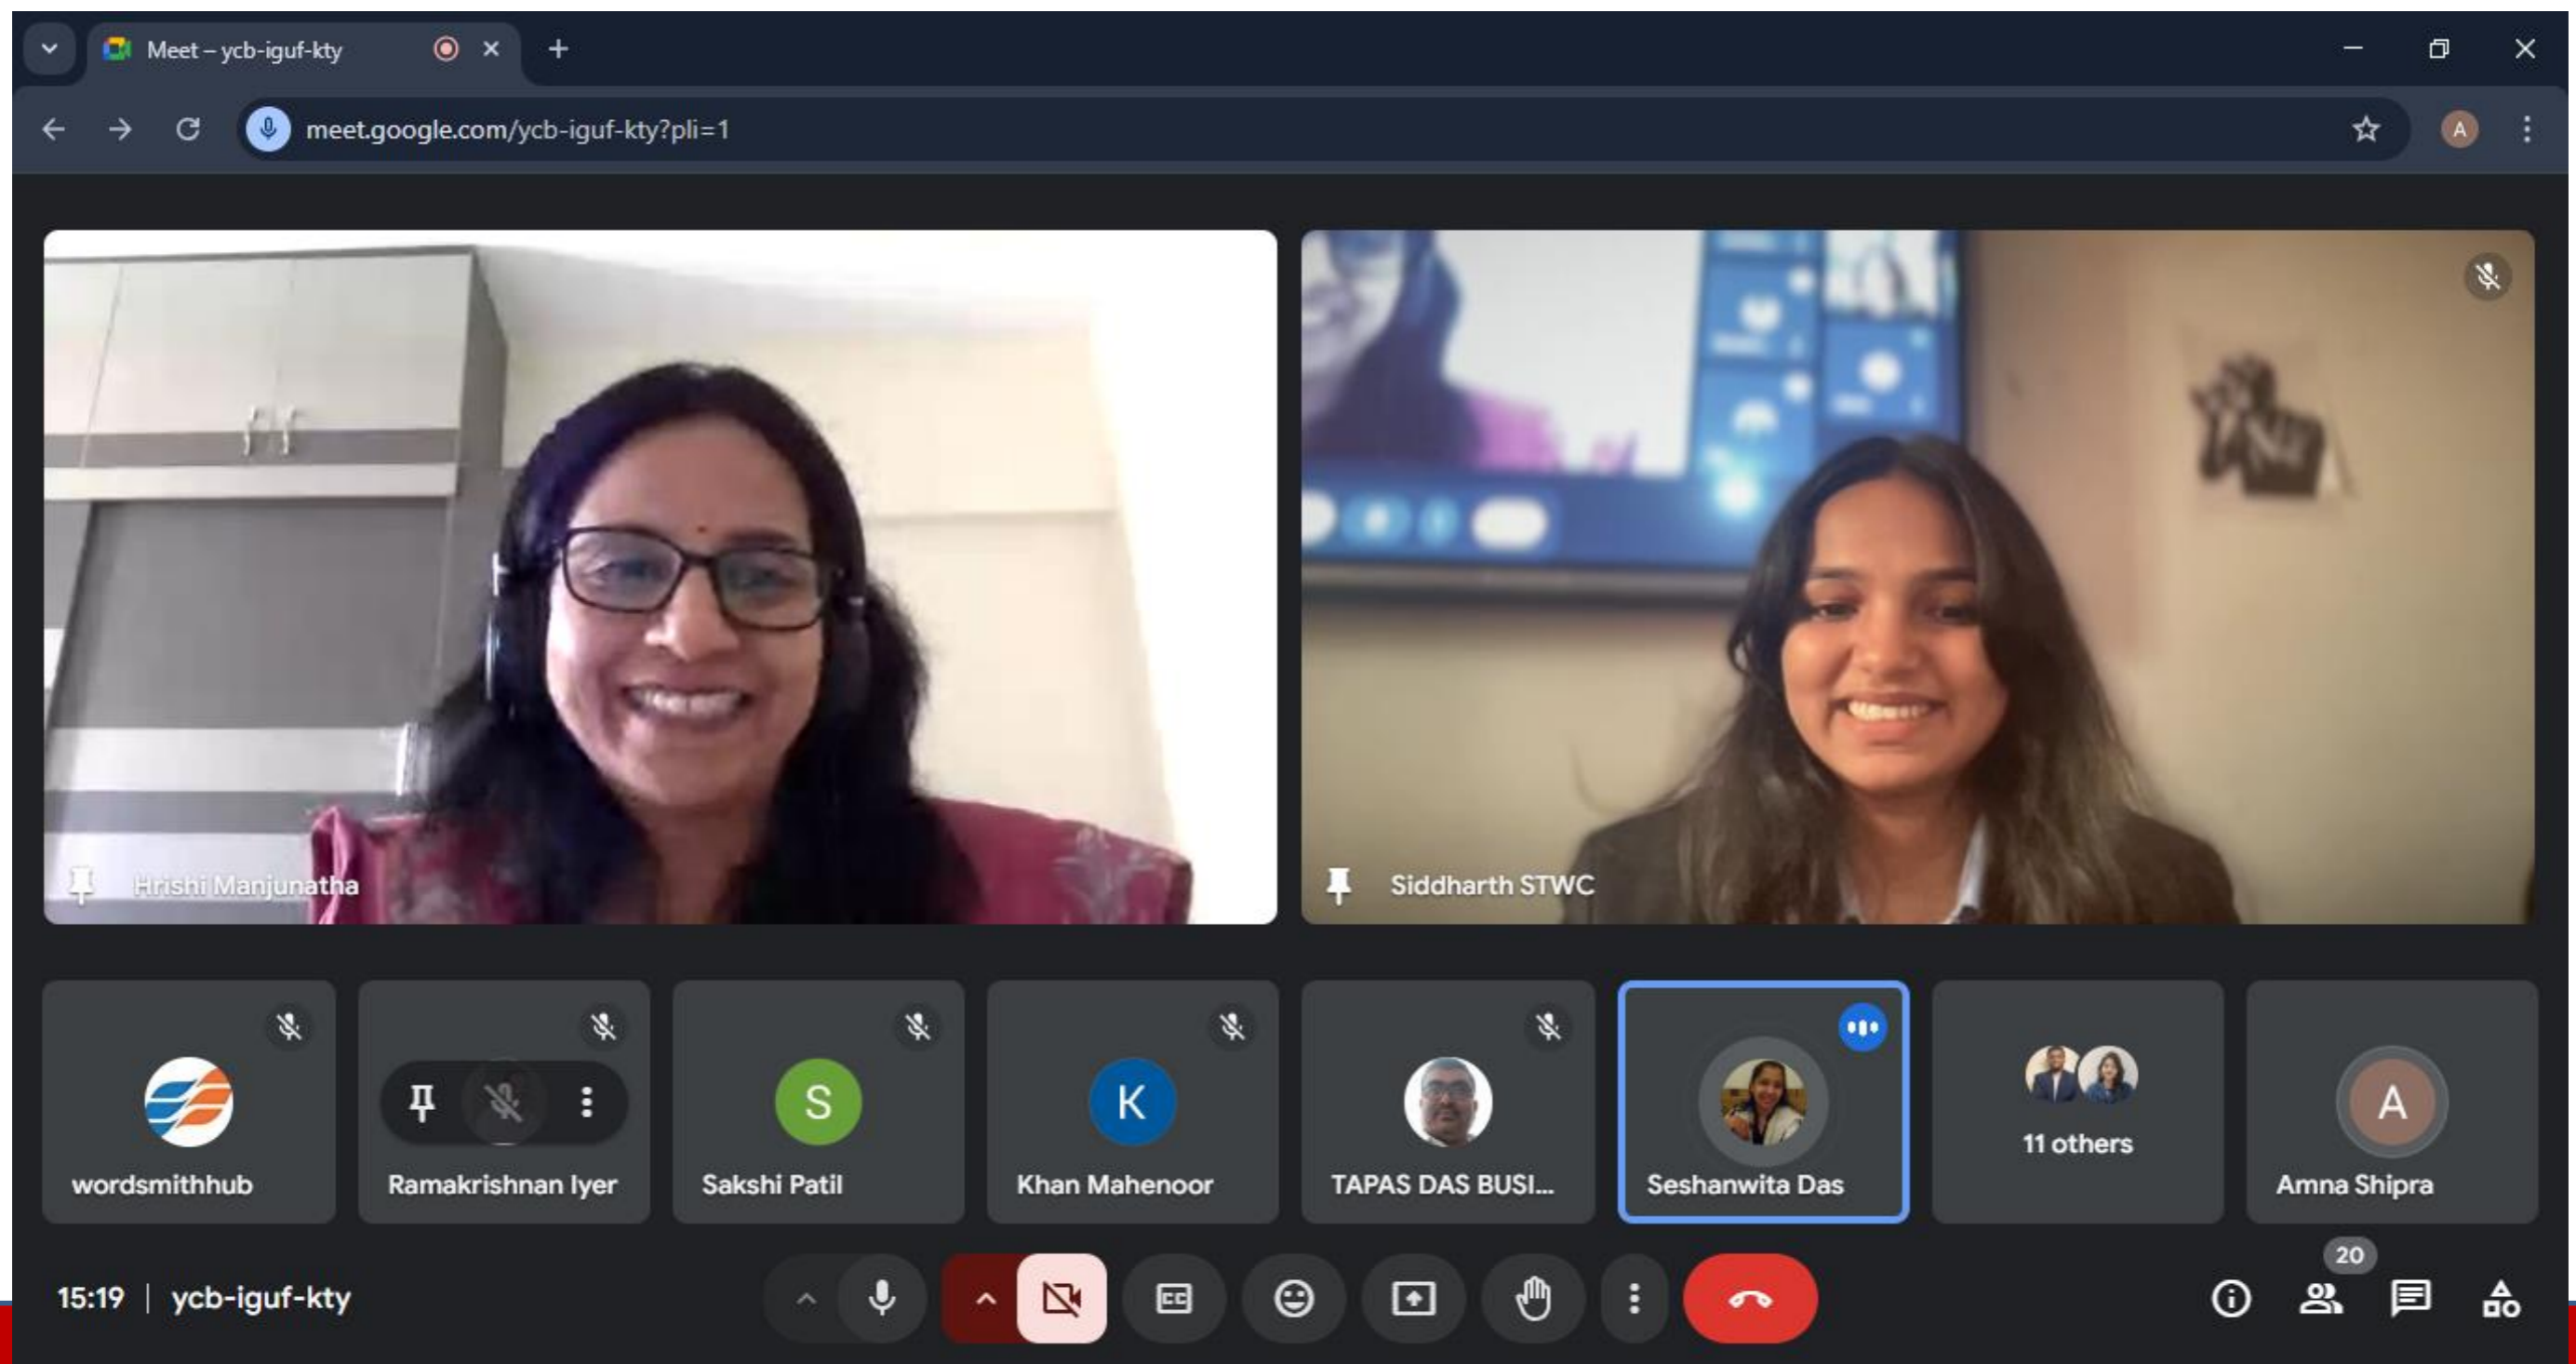 Meet – ycb-iguf-kty
meet.google.com/ycb-iguf-kty?pli=1
A
Hrishi Manjunatha
Siddharth STWC
S
K
11 others
A
wordsmithhub
Ramakrishnan Iyer
Sakshi Patil
Khan Mahenoor
TAPAS DAS BUSI...
Seshanwita Das
Amna Shipra
20
15:19 | ycb-iguf-kty
CC